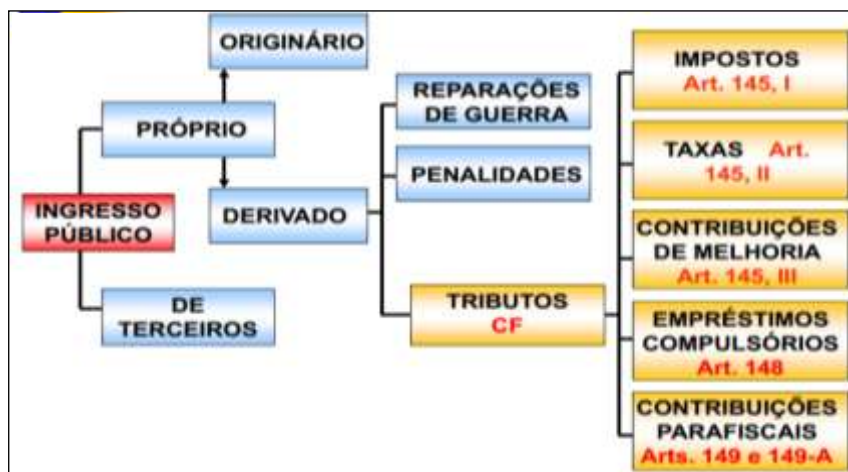 ORIGINÁRIO
PRÓPRIO
INGRESSO
PÚBLICO
DERIVADO
DE
TERCEIROS
REPARAÇÕES
DE GUERRA
PENALIDADES
TRIBUTOS
CF
IMPOSTOS
Art. 145, I
TAXAS Art.
145, II
CONTRIBUIÇÕES
DE MELHORIA
Art. 145, III
EMPRÉSTIMOS
COMPULSÓRIOS
Art. 148
CONTRIBUIÇÕES
PARAFISCAIS
Arts. 149 e 149-A